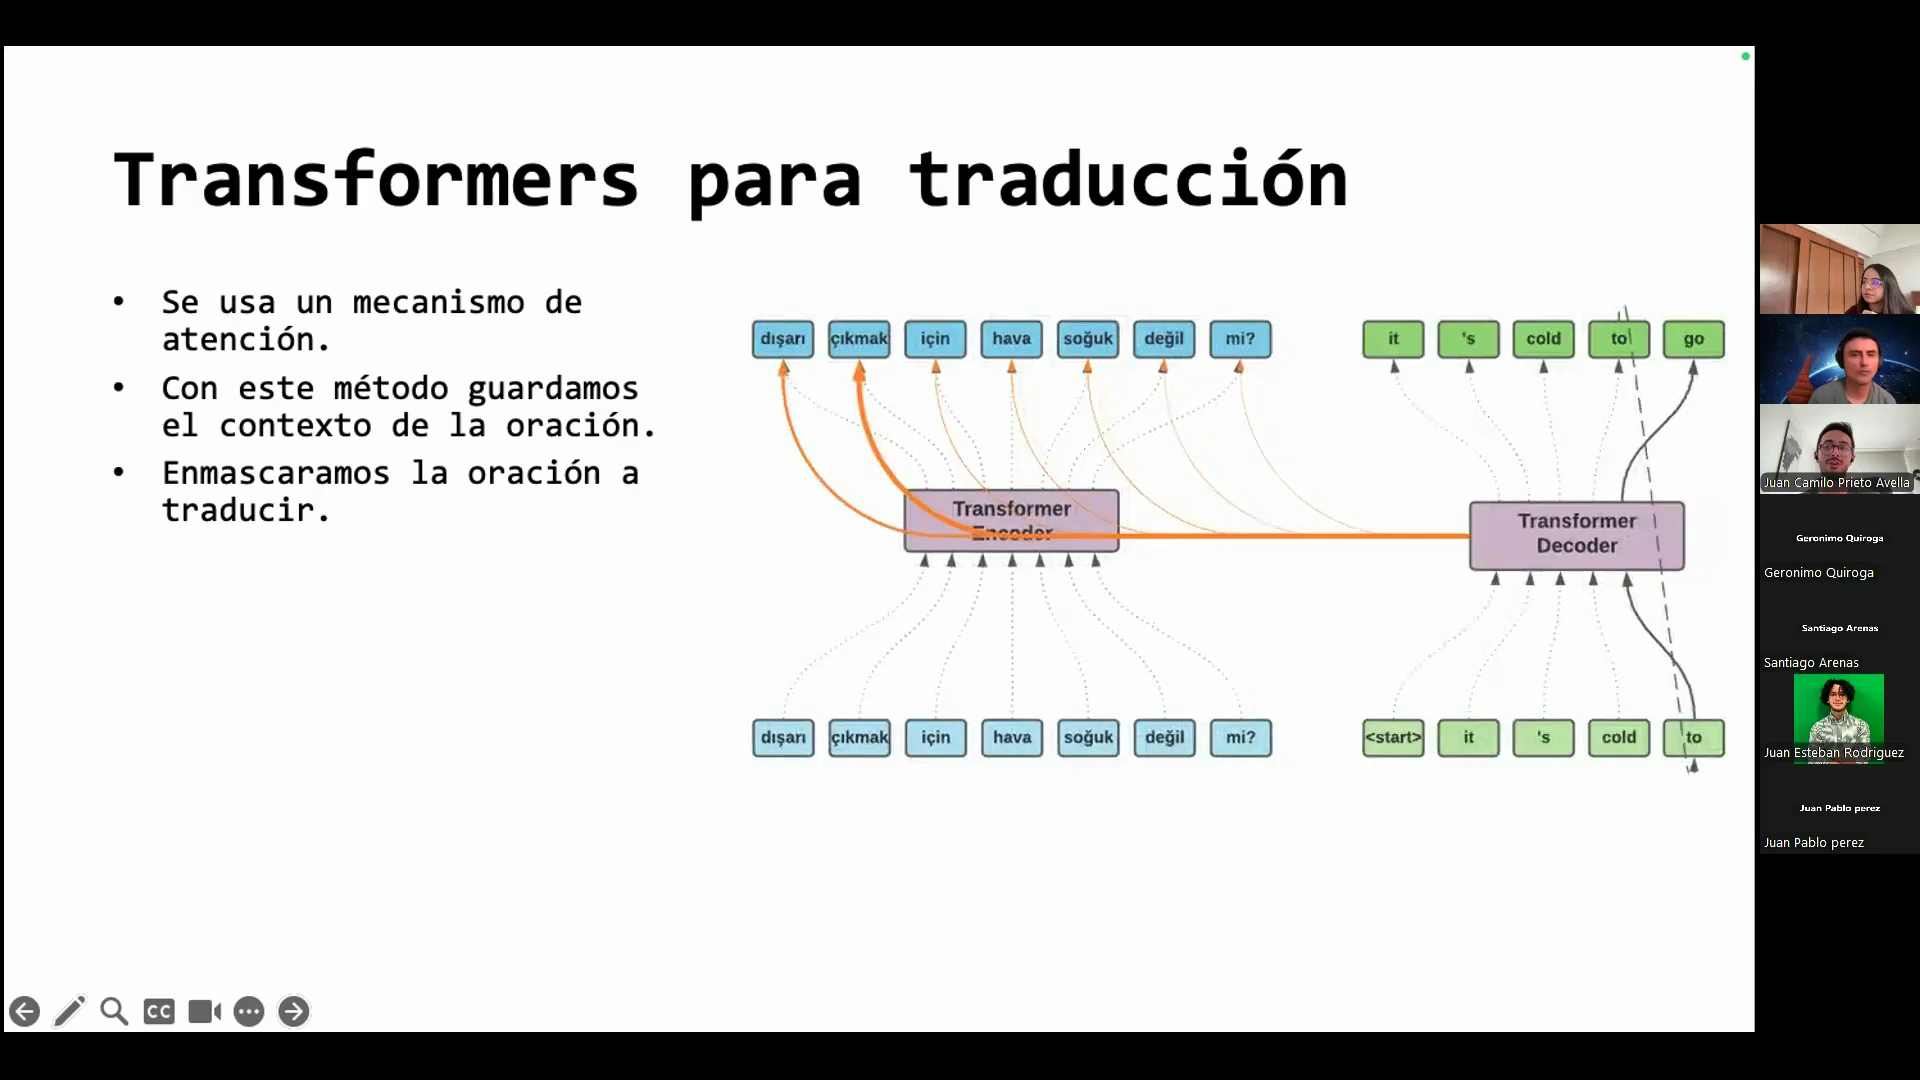 Transformers para traducción
• Se usa un mecanismo de
atención.
• Con este método guardamos
el contexto de la oración.
• Enmascaramos la oración a
traducir.
dışarı çıkmak için hava soğuk değil mi?
it 's cold to go
Transformer
Encoder
Transformer
Decoder
dışarı çıkmak için hava soğuk değil mi?
<start> it 's cold to
CC
Juan Camilo Prieto Avella
Geronimo Quiroga
Geronimo Quiroga
Santiago Arenas
Santiago Arenas
Juan Esteban Rodriguez
Juan Pablo perez
Juan Pablo perez